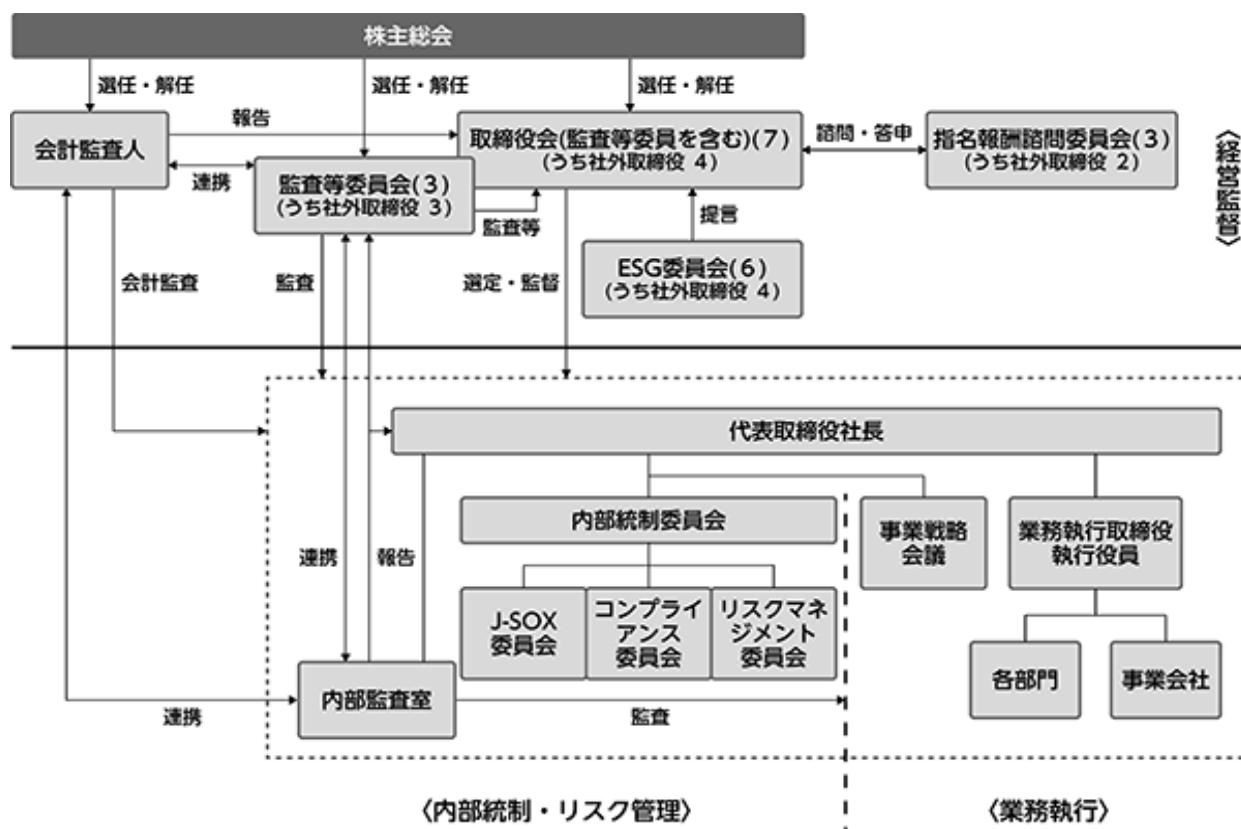 株主総会
選任・解任
選任・解任
選任・解任
会計監査人
報告
取締役会(監査等委員を含む)(7)
(うち社外取締役 4)
諮問・答申
指名報酬諮問委員会(3)
(うち社外取締役 2)
〈経営監督〉
連携
監査等委員会(3)
(うち社外取締役 3)
監査等
提言
会計監査
監査
選定・監督
ESG委員会(6)
(うち社外取締役 4)
代表取締役社長
内部統制委員会
事業戦略
会議
業務執行取締役
執行役員
連携
報告
J-SOX
委員会
コンプライ
アンス
委員会
リスクマネ
ジメント
委員会
各部門
事業会社
内部監査室
連携
監査
〈内部統制・リスク管理〉
〈業務執行〉